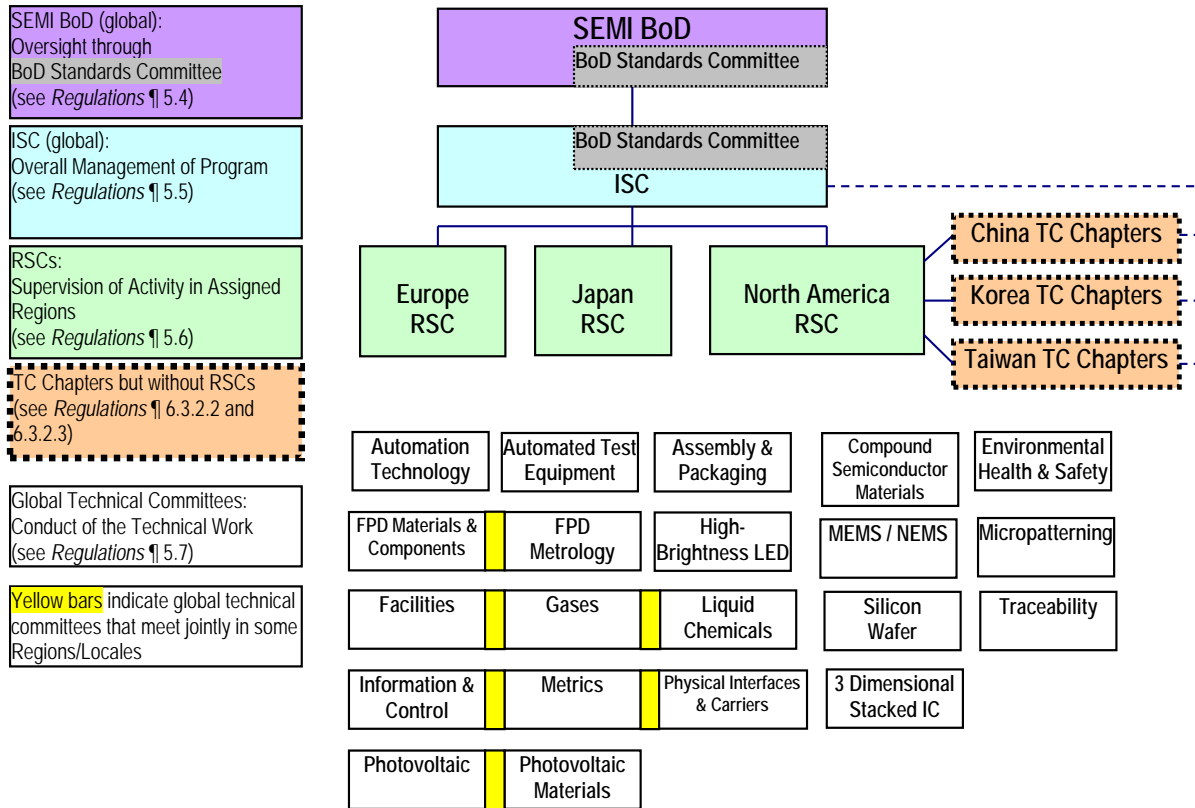 SEMI BoD (global):
Oversight through
BoD Standards Committee
(see Regulations ¶ 5.4)
ISC (global):
Overall Management of Program
(see Regulations ¶ 5.5)
RSCs:
Supervision of Activity in Assigned
Regions
(see Regulations ¶ 5.6)
TC Chapters but without RSCs
(see Regulations ¶ 6.3.2.2 and
6.3.2.3)
Global Technical Committees:
Conduct of the Technical Work
(see Regulations ¶ 5.7)
Yellow bars indicate global technical
committees that meet jointly in some
Regions/Locales
SEMI BoD
BoD Standards Committee
BoD Standards Committee
ISC
Europe
RSC
Japan
RSC
North America
RSC
China TC Chapters
Korea TC Chapters
Taiwan TC Chapters
Automation
Technology
Automated Test
Equipment
Assembly &
Packaging
Compound
Semiconductor
Materials
Environmental
Health & Safety
FPD Materials &
Components
FPD
Metrology
High-
Brightness LED
MEMS / NEMS
Micropatterning
Facilities
Gases
Liquid
Chemicals
Silicon
Wafer
Traceability
Information &
Control
Metrics
Physical Interfaces
& Carriers
3 Dimensional
Stacked IC
Photovoltaic
Photovoltaic
Materials